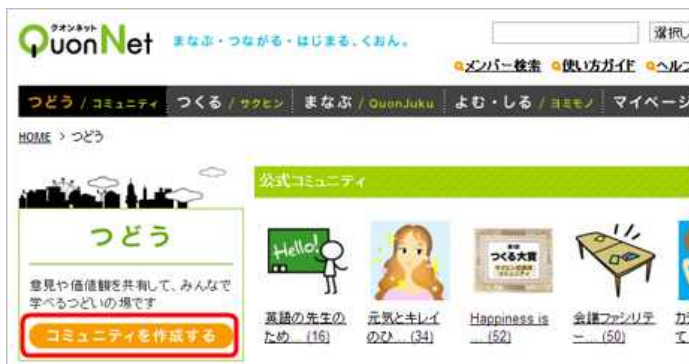 クオンネット
QuonNet まなぶ・つながる・はじまる、くおん。
メンバー検索 使い方ガイド ヘル
つどう / コミュニティ つくる / サクヒン まなぶ / QuonJuku よむ・しる / ヨミモノ マイページ
HOME > つどう
公式コミュニティ
つどう
意見や価値観を共有して、みんなで
学べるつどいの場です
コミュニティを作成する
Hello!
つくる大賞
英語の先生の
ため... (16)
元気とキレイ
のひ... (34)
Happiness is
... (52)
会議ファシリテ
ー... (50)